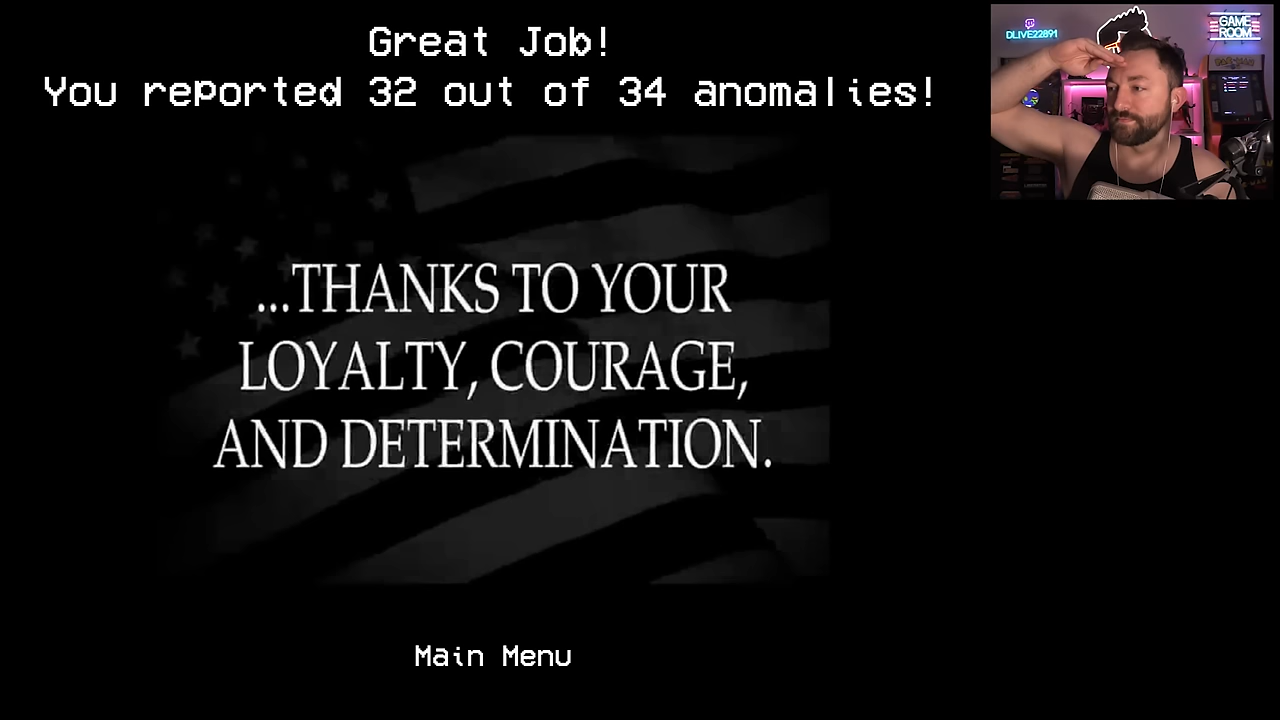 Great Job!
You reported 32 out of 34 anomalies!
DLIVE22891
GAME
ROOM
...THANKS TO YOUR
LOYALTY, COURAGE,
AND DETERMINATION.
Main Menu